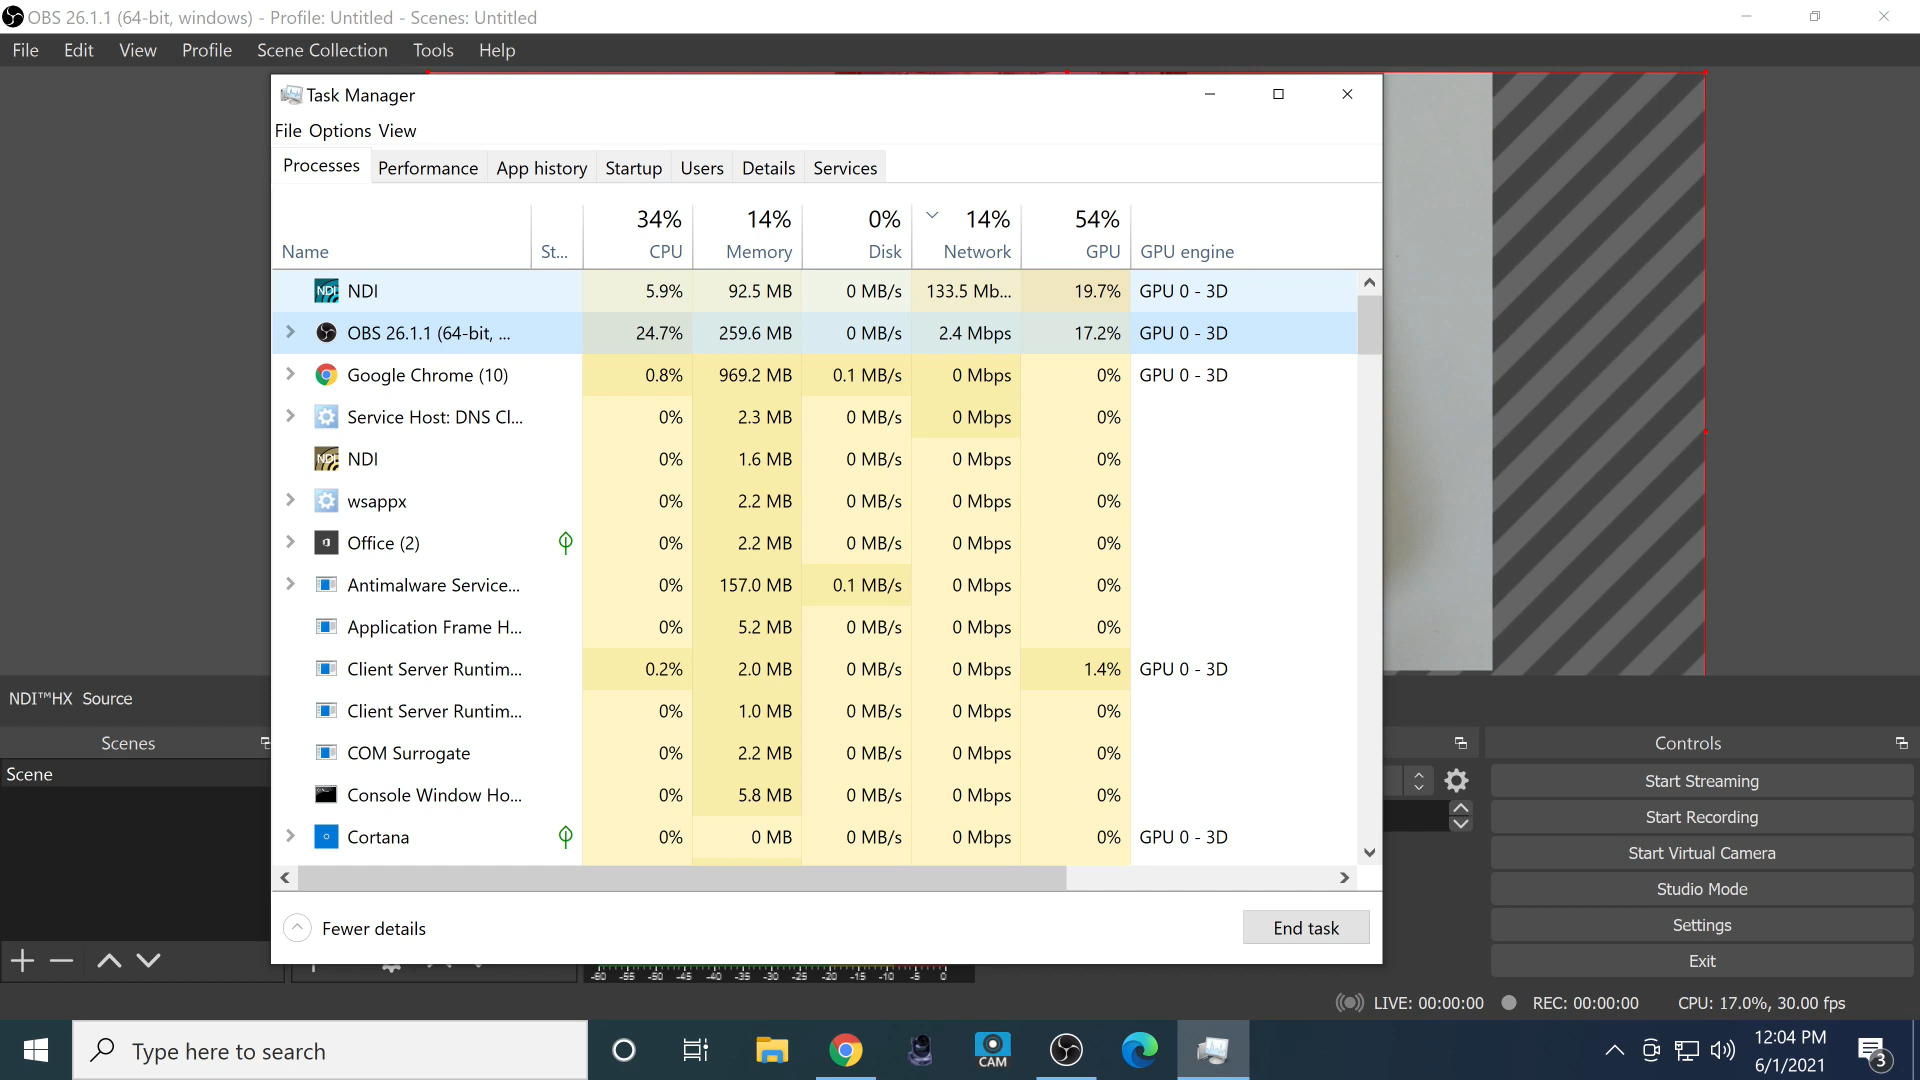 OBS 26.1.1 (64-bit, windows) - Profile: Untitled - Scenes: Untitled
File Edit View Profile Scene Collection Tools Help
Task Manager
File Options View
Processes Performance App history Startup Users Details Services
34% 14% 0% 14% 54%
Name St... CPU Memory Disk Network GPU GPU engine
NDI 5.9% 92.5 MB 0 MB/s 133.5 Mb... 19.7% GPU 0 - 3D
OBS 26.1.1 (64-bit, ... 24.7% 259.6 MB 0 MB/s 2.4 Mbps 17.2% GPU 0 - 3D
Google Chrome (10) 0.8% 969.2 MB 0.1 MB/s 0 Mbps 0% GPU 0 - 3D
Service Host: DNS Cl... 0% 2.3 MB 0 MB/s 0 Mbps 0%
NDI 0% 1.6 MB 0 MB/s 0 Mbps 0%
wsappx 0% 2.2 MB 0 MB/s 0 Mbps 0%
Office (2) 0% 2.2 MB 0 MB/s 0 Mbps 0%
Antimalware Service... 0% 157.0 MB 0.1 MB/s 0 Mbps 0%
Application Frame H... 0% 5.2 MB 0 MB/s 0 Mbps 0%
Client Server Runtim... 0.2% 2.0 MB 0 MB/s 0 Mbps 1.4% GPU 0 - 3D
Client Server Runtim... 0% 1.0 MB 0 MB/s 0 Mbps 0%
COM Surrogate 0% 2.2 MB 0 MB/s 0 Mbps 0%
Console Window Ho... 0% 5.8 MB 0 MB/s 0 Mbps 0%
Cortana 0% 0 MB 0 MB/s 0 Mbps 0% GPU 0 - 3D
Fewer details End task
NDI™HX Source
Scenes
Scene
Controls
Start Streaming
Start Recording
Start Virtual Camera
Studio Mode
Settings
Exit
-60 -55 -50 -45 -40 -35 -30 -25 -20 -15 -10 -5 0
LIVE: 00:00:00 REC: 00:00:00 CPU: 17.0%, 30.00 fps
Type here to search
CAM
12:04 PM
6/1/2021
3